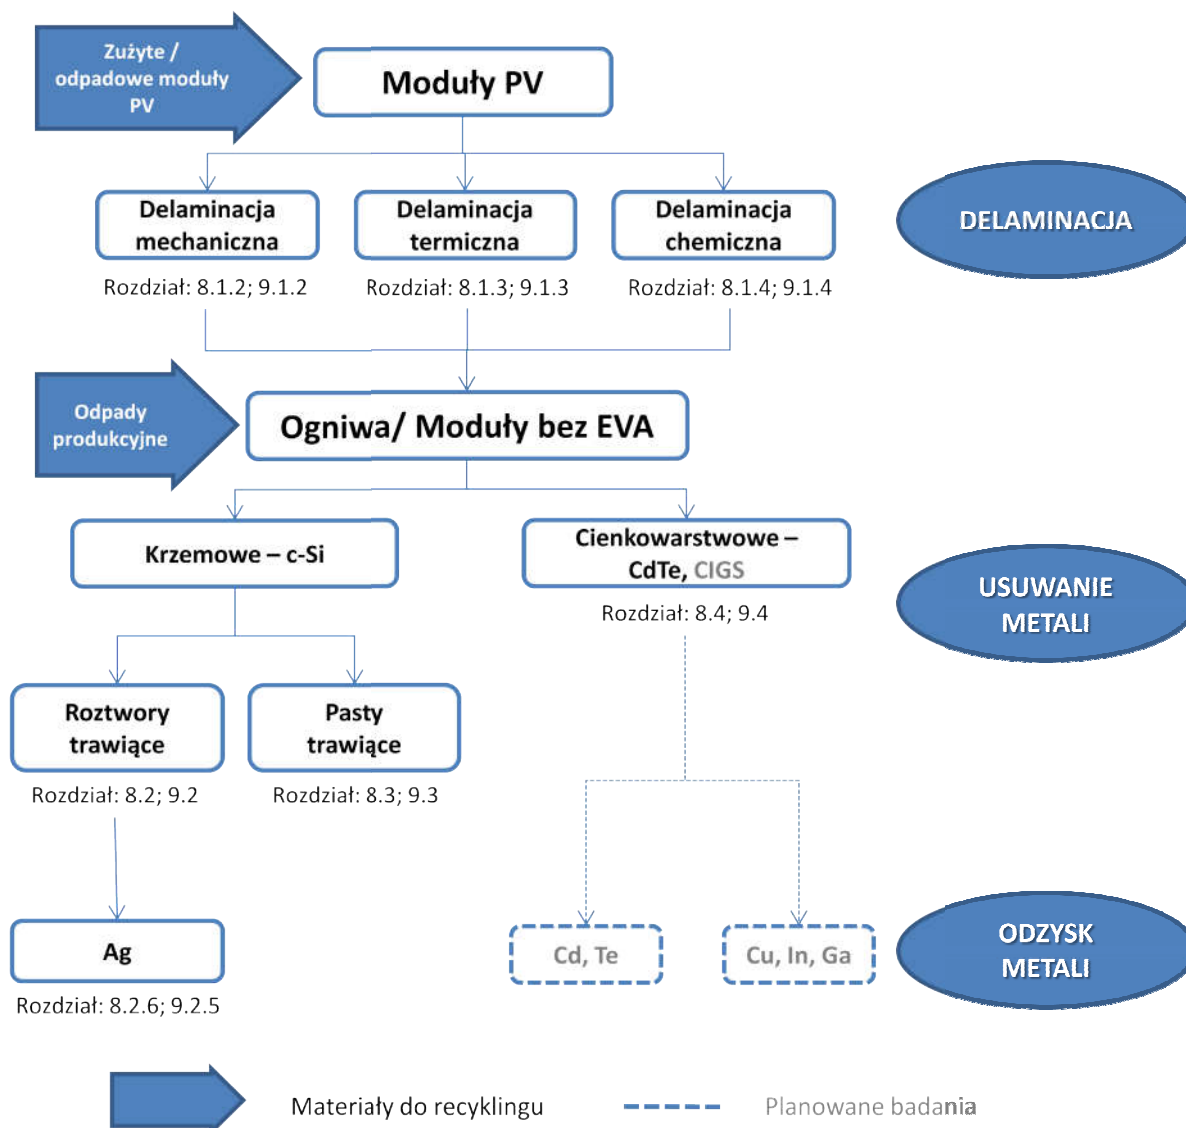 Zużyte /
odpadowe moduły
PV
Moduły PV
Delaminacja
mechaniczna
Delaminacja
termiczna
Delaminacja
chemiczna
DELAMINACJA
Rozdział: 8.1.2; 9.1.2
Rozdział: 8.1.3; 9.1.3
Rozdział: 8.1.4; 9.1.4
Odpady
produkcyjne
Ogniwa/ Moduły bez EVA
Krzemowe – c-Si
Cienkowarstwowe –
CdTe, CIGS
Rozdział: 8.4; 9.4
USUWANIE
METALI
Roztwory
trawiące
Pasty
trawiące
Rozdział: 8.2; 9.2
Rozdział: 8.3; 9.3
Ag
Cd, Te
Cu, In, Ga
ODZYSK
METALI
Rozdział: 8.2.6; 9.2.5
Materiały do recyklingu
Planowane badania